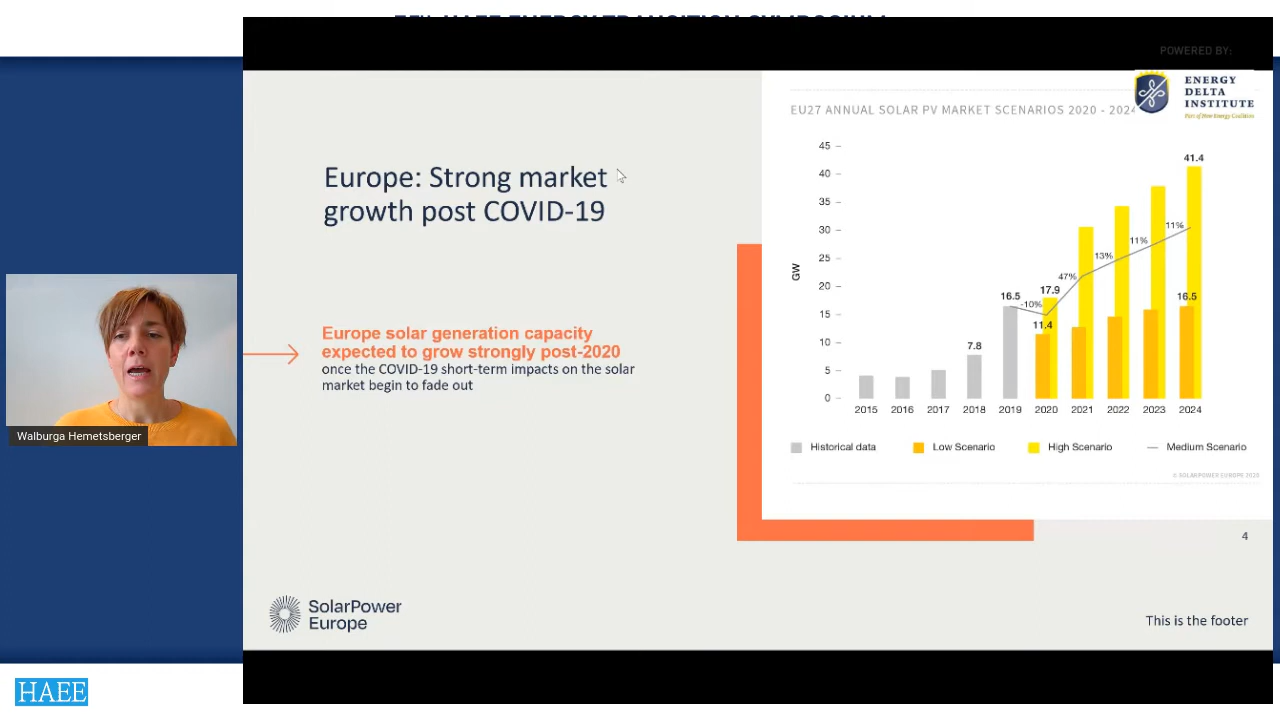 HAEE ENERGY TRANSITION SYMPOSIUM
POWERED BY:
ENERGY
DELTA
INSTITUTE
Part of New Energy Coalition
EU27 ANNUAL SOLAR PV MARKET SCENARIOS 2020 - 2024
Europe: Strong market
growth post COVID-19
Europe solar generation capacity
expected to grow strongly post-2020
once the COVID-19 short-term impacts on the solar
market begin to fade out
45
40
35
30
25
20
15
10
5
0
GW
7.8
16.5
-10%
17.9
11.4
47%
13%
11%
11%
41.4
16.5
2015 2016 2017 2018 2019 2020 2021 2022 2023 2024
Historical data Low Scenario High Scenario Medium Scenario
© SOLARPOWER EUROPE 2020
4
Walburga Hemetsberger
SolarPower
Europe
This is the footer
HAEE